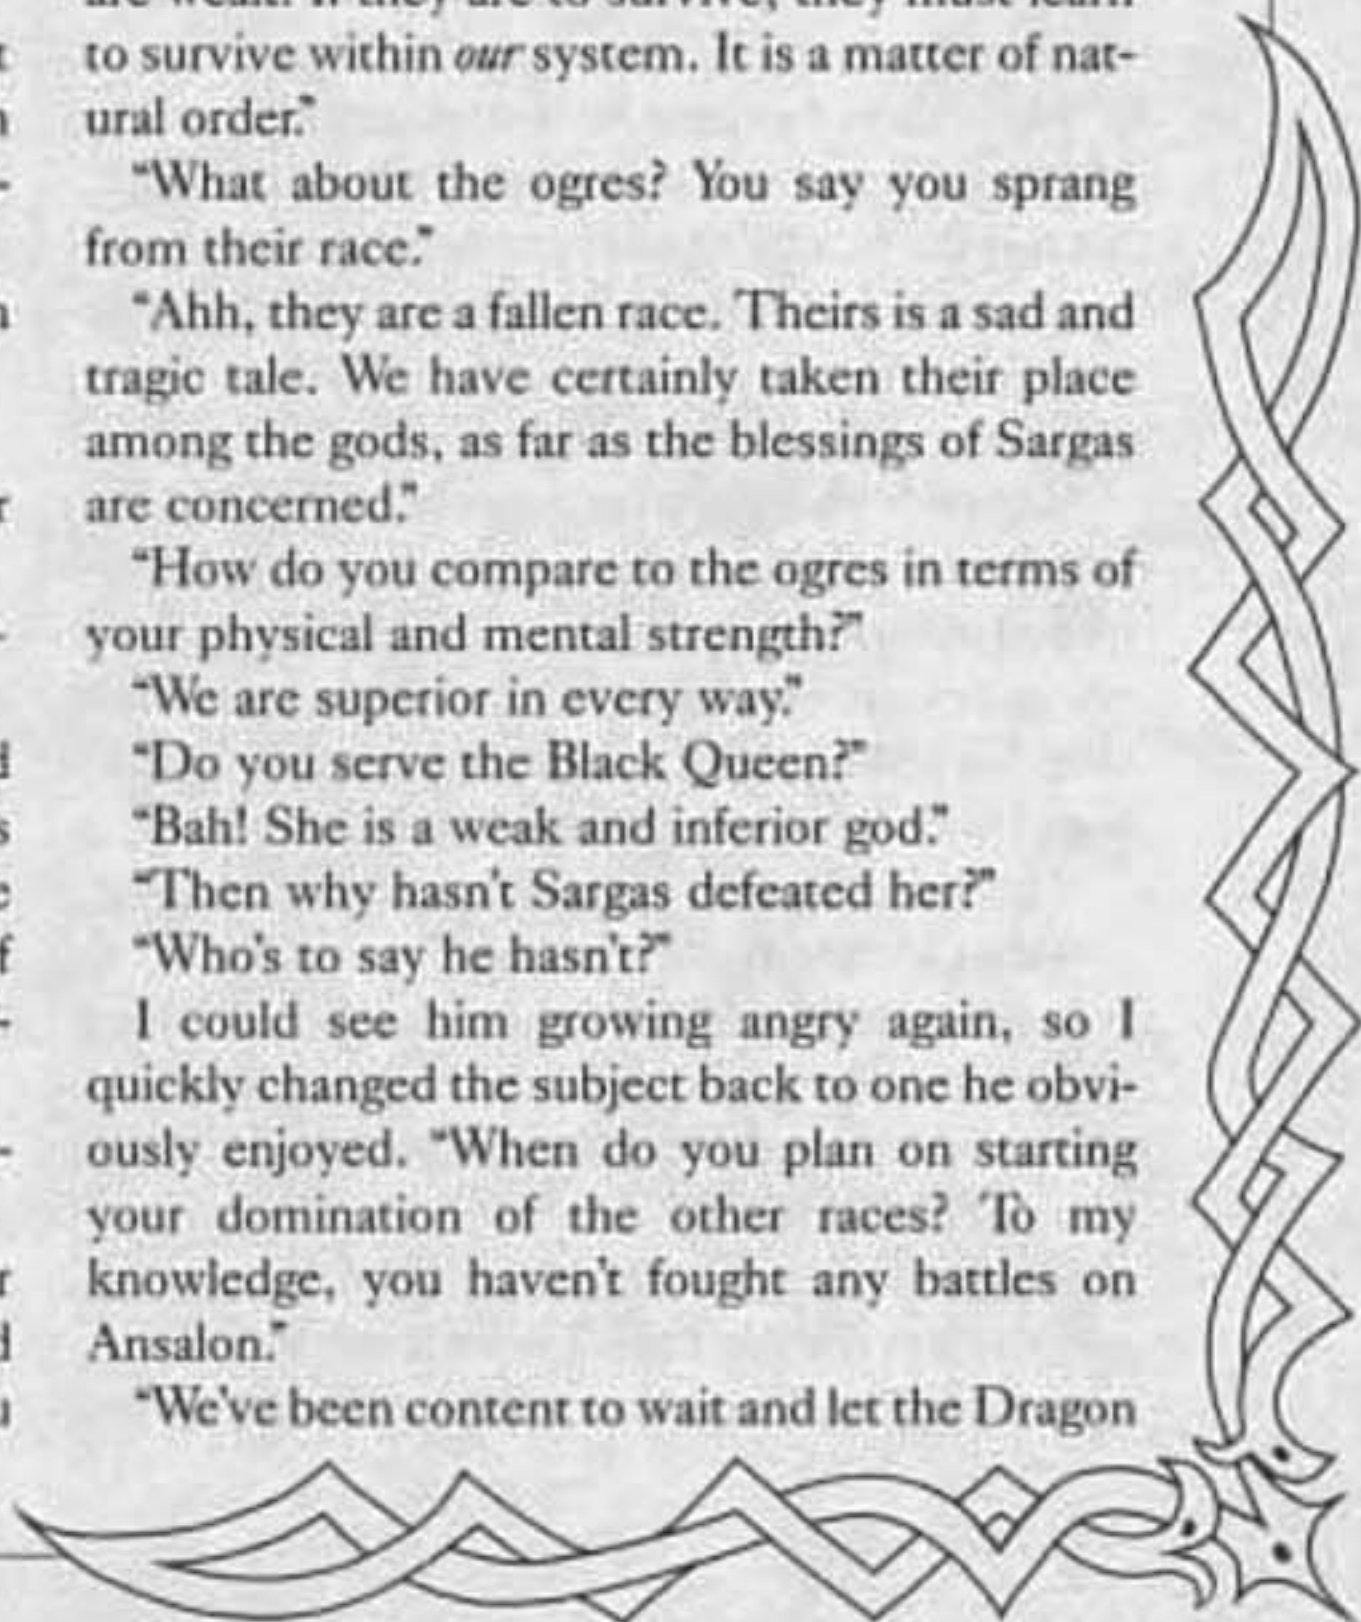 to survive within our system. It is a matter of nat-
ural order."
"What about the ogres? You say you sprang
from their race."
"Ahh, they are a fallen race. Theirs is a sad and
tragic tale. We have certainly taken their place
among the gods, as far as the blessings of Sargas
are concerned."
"How do you compare to the ogres in terms of
your physical and mental strength?"
"We are superior in every way."
"Do you serve the Black Queen?"
"Bah! She is a weak and inferior god."
"Then why hasn't Sargas defeated her?"
"Who's to say he hasn't?"
I could see him growing angry again, so I
quickly changed the subject back to one he obvi-
ously enjoyed. "When do you plan on starting
your domination of the other races? To my
knowledge, you haven't fought any battles on
Ansalon."
"We've been content to wait and let the Dragon